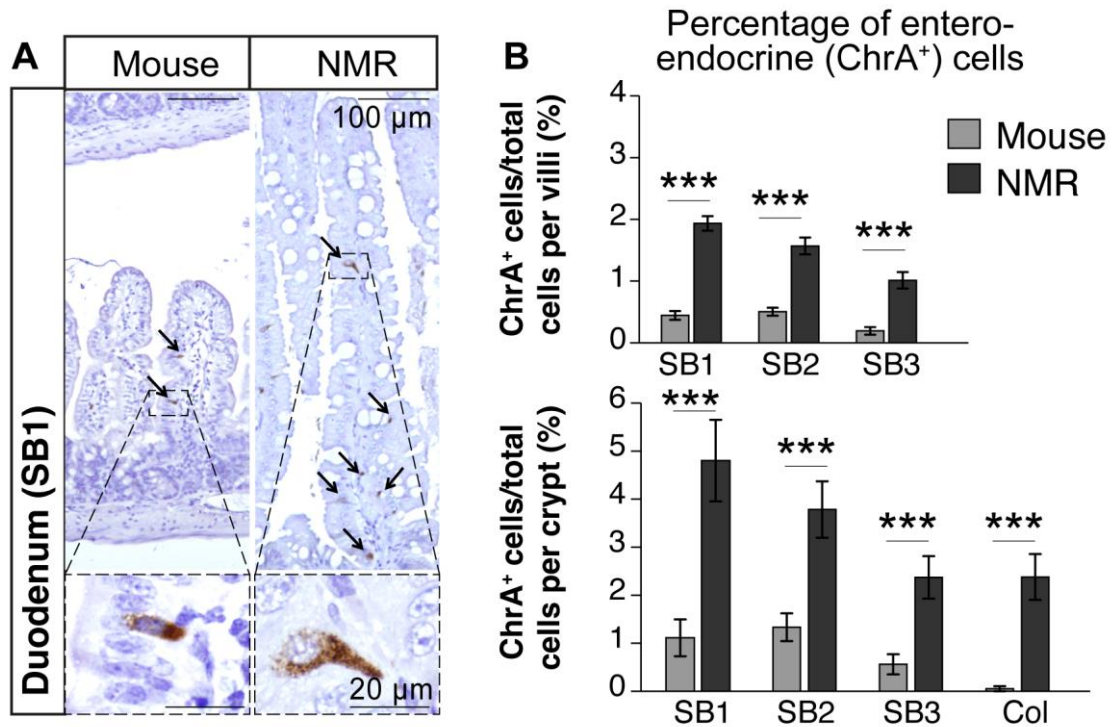 A
Mouse
NMR
Duodenum (SB1)
100 µm
20 µm
B
Percentage of entero-
endocrine (ChrA⁺) cells
ChrA⁺ cells/total
cells per villi (%)
4
3
2
1
0
***
***
***
SB1
SB2
SB3
Mouse
NMR
ChrA⁺ cells/total
cells per crypt (%)
6
5
4
3
2
1
0
***
***
***
***
SB1
SB2
SB3
Col